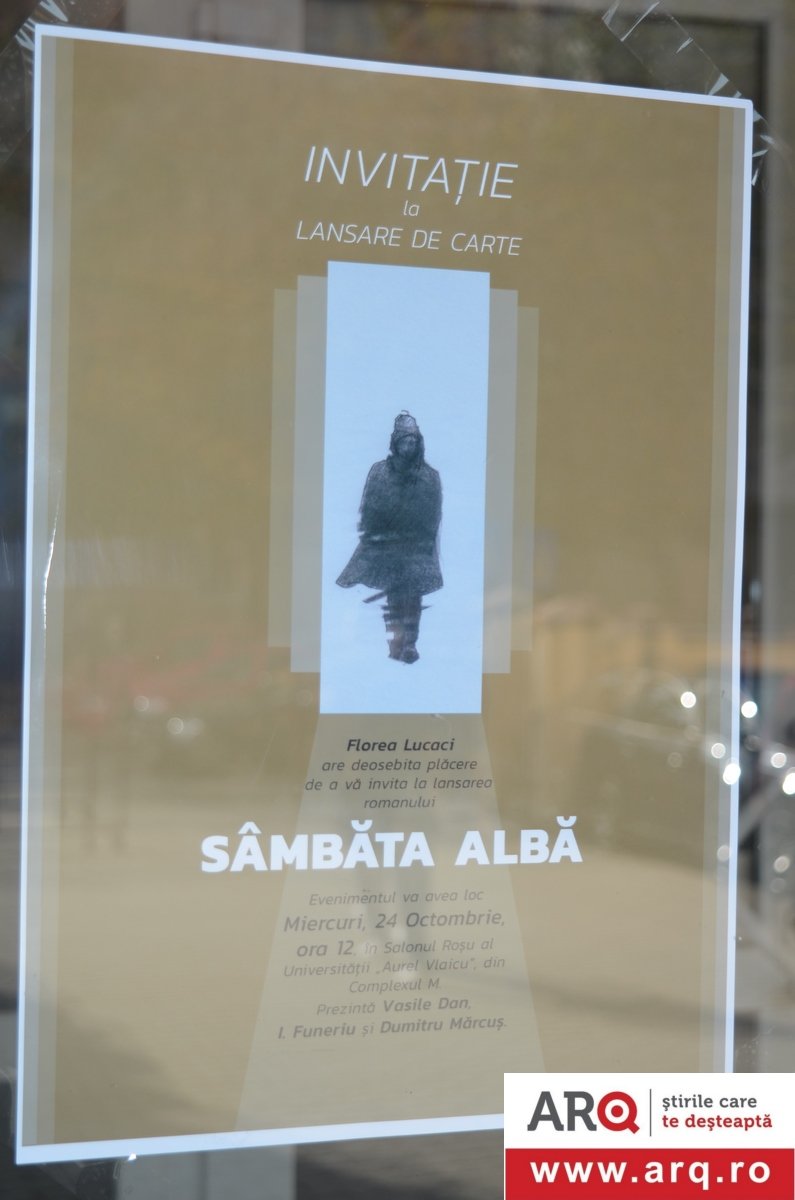 INVITAȚIE
la
LANSARE DE CARTE
Florea Lucaci
are deosebita plăcere
de a vă invita la lansarea
romanului
SÂMBĂTA ALBĂ
Evenimentul va avea loc
Miercuri, 24 Octombrie,
ora 12, în Salonul Roșu al
Universității „Aurel Vlaicu”, din
Complexul M.
Prezintă Vasile Dan,
I. Funeriu și Dumitru Mărcuș.
ARQ
știrile care
te deșteaptă
www.arq.ro